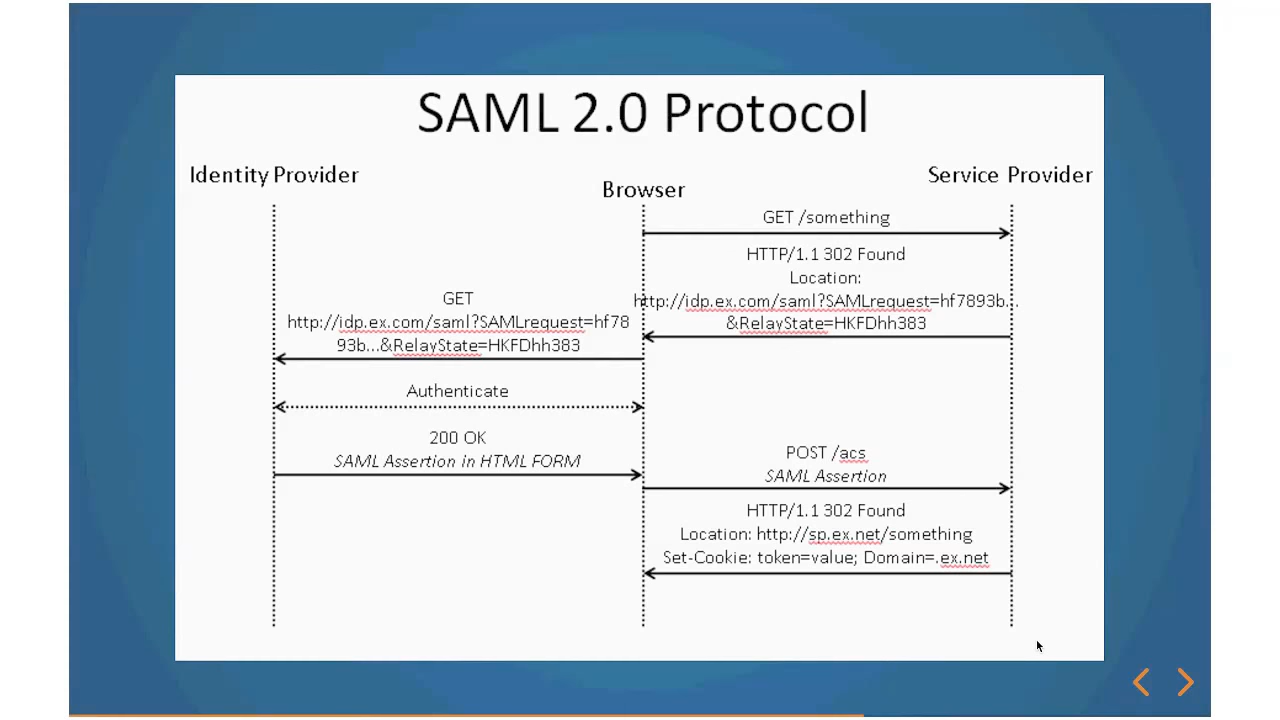 SAML 2.0 Protocol
Identity Provider
Browser
Service Provider
GET /something
HTTP/1.1 302 Found
Location:
http://idp.ex.com/saml?SAMLrequest=hf7893b...
&RelayState=HKFDhh383
GET
http://idp.ex.com/saml?SAMLrequest=hf78
93b...&RelayState=HKFDhh383
Authenticate
200 OK
SAML Assertion in HTML FORM
POST /acs
SAML Assertion
HTTP/1.1 302 Found
Location: http://sp.ex.net/something
Set-Cookie: token=value; Domain=.ex.net